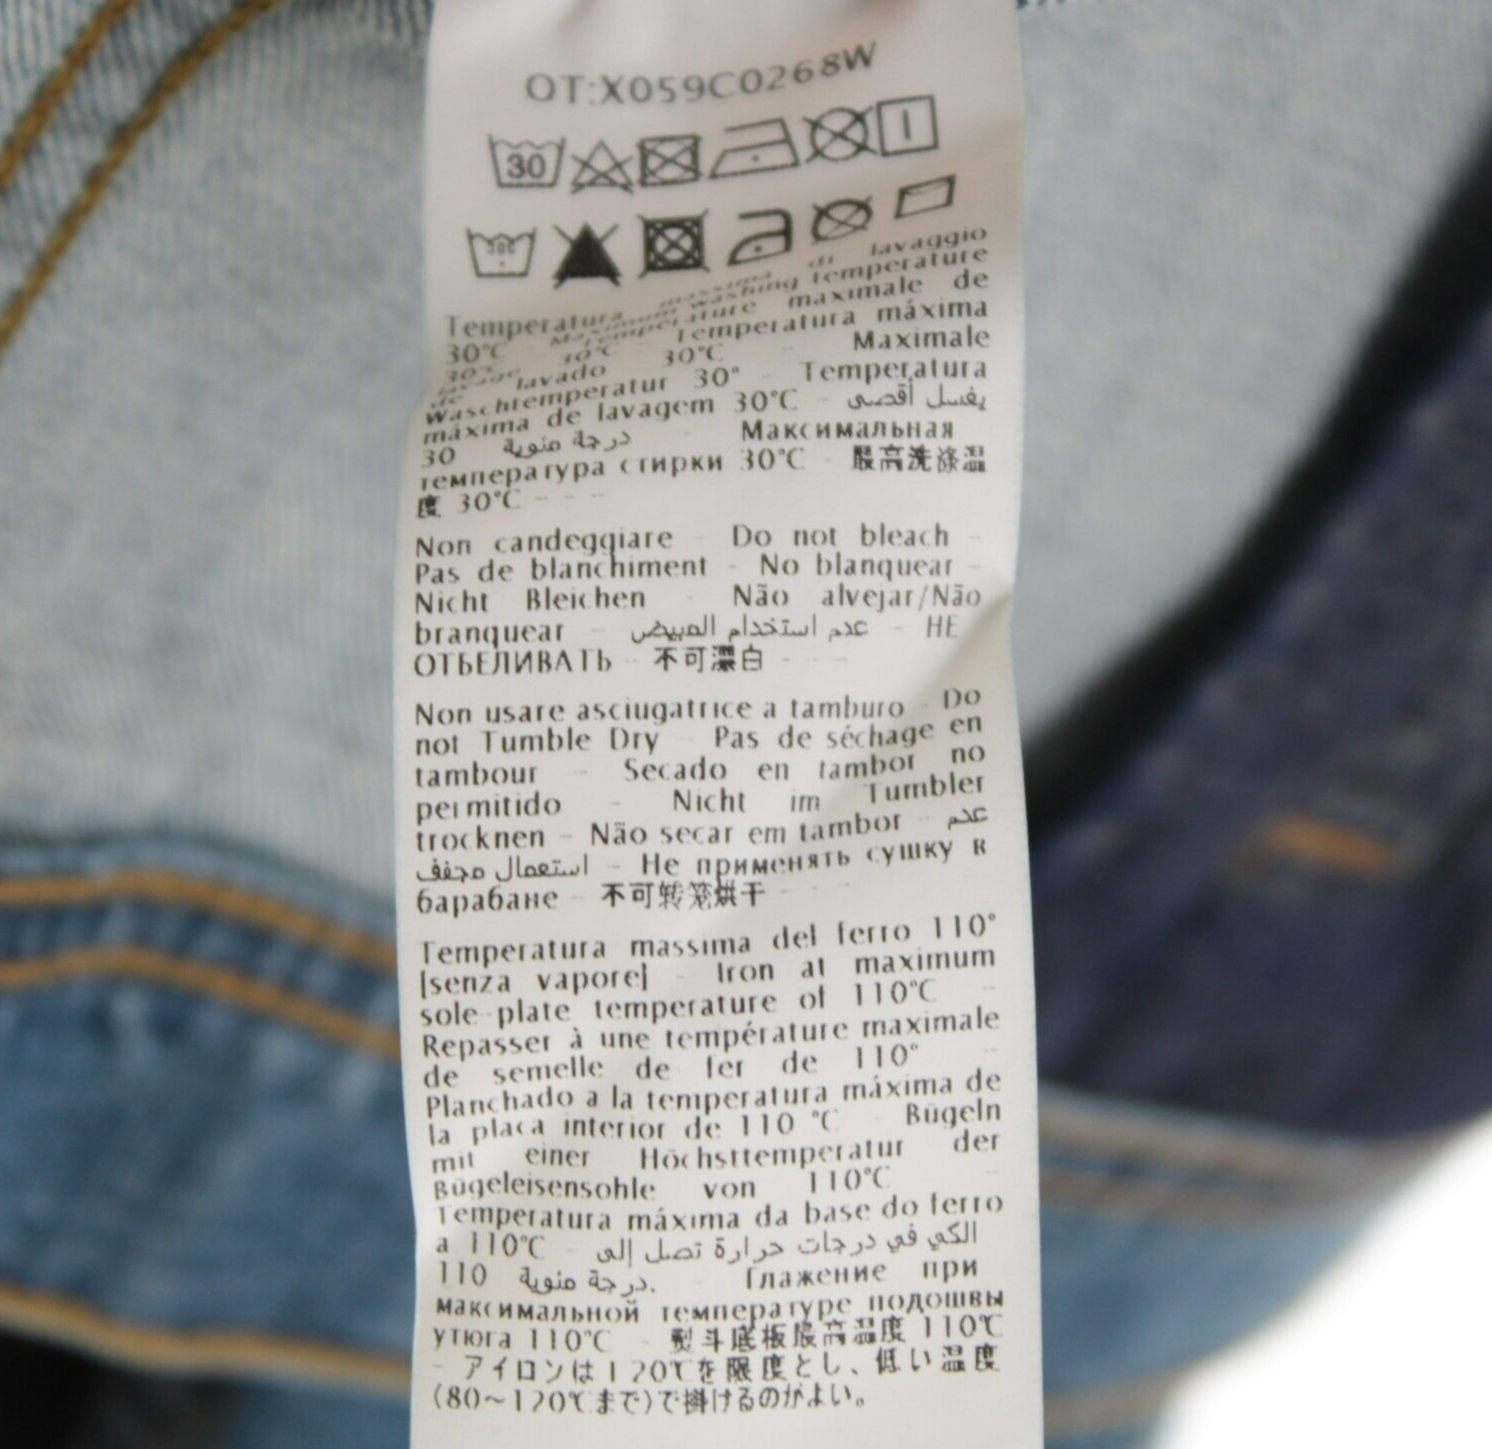 OT:X059C0268W
30
30C
Temperatura massima di lavaggio
30°C - Maximum washing temperature
30°C - Température maximale de
lavage 30°C - Temperatura máxima
de lavado 30°C - Maximale
Waschtemperatur 30° - Temperatura
máxima de lavagem 30°C - يغسل أقصى
30 درجة مئوية - Максимальная
температура стирки 30°C - 最高洗涤温
度 30°C - - -
Non candeggiare - Do not bleach -
Pas de blanchiment - No blanquear -
Nicht Bleichen - Não alvejar/Não
branquear - عدم استخدام المبيض - НЕ
ОТБЕЛИВАТЬ - 不可漂白 - - -
Non usare asciugatrice a tamburo - Do
not Tumble Dry - Pas de séchage en
tambour - Secado en tambor no
permitido - Nicht im Tumbler
trocknen - Não secar em tambor - عدم
استعمال مجفف - Не применять сушку в
барабане - 不可转笼烘干 - - -
Temperatura massima del ferro 110°
[senza vapore] - Iron at maximum
sole-plate temperature of 110°C -
Repasser à une température maximale
de semelle de fer de 110° -
Planchado a la temperatura máxima de
la placa interior de 110 °C - Bügeln
mit einer Höchsttemperatur der
Bügeleisensohle von 110°C -
Temperatura máxima da base do ferro
a 110°C - الكي في درجات حرارة تصل إلى
110 درجة مئوية. - Глажение при
максимальной температуре подошвы
утюга 110°C - 熨斗底板最高温度 110℃
- アイロンは120℃を限度とし、低い温度
(80～120℃まで)で掛けるのがよい。